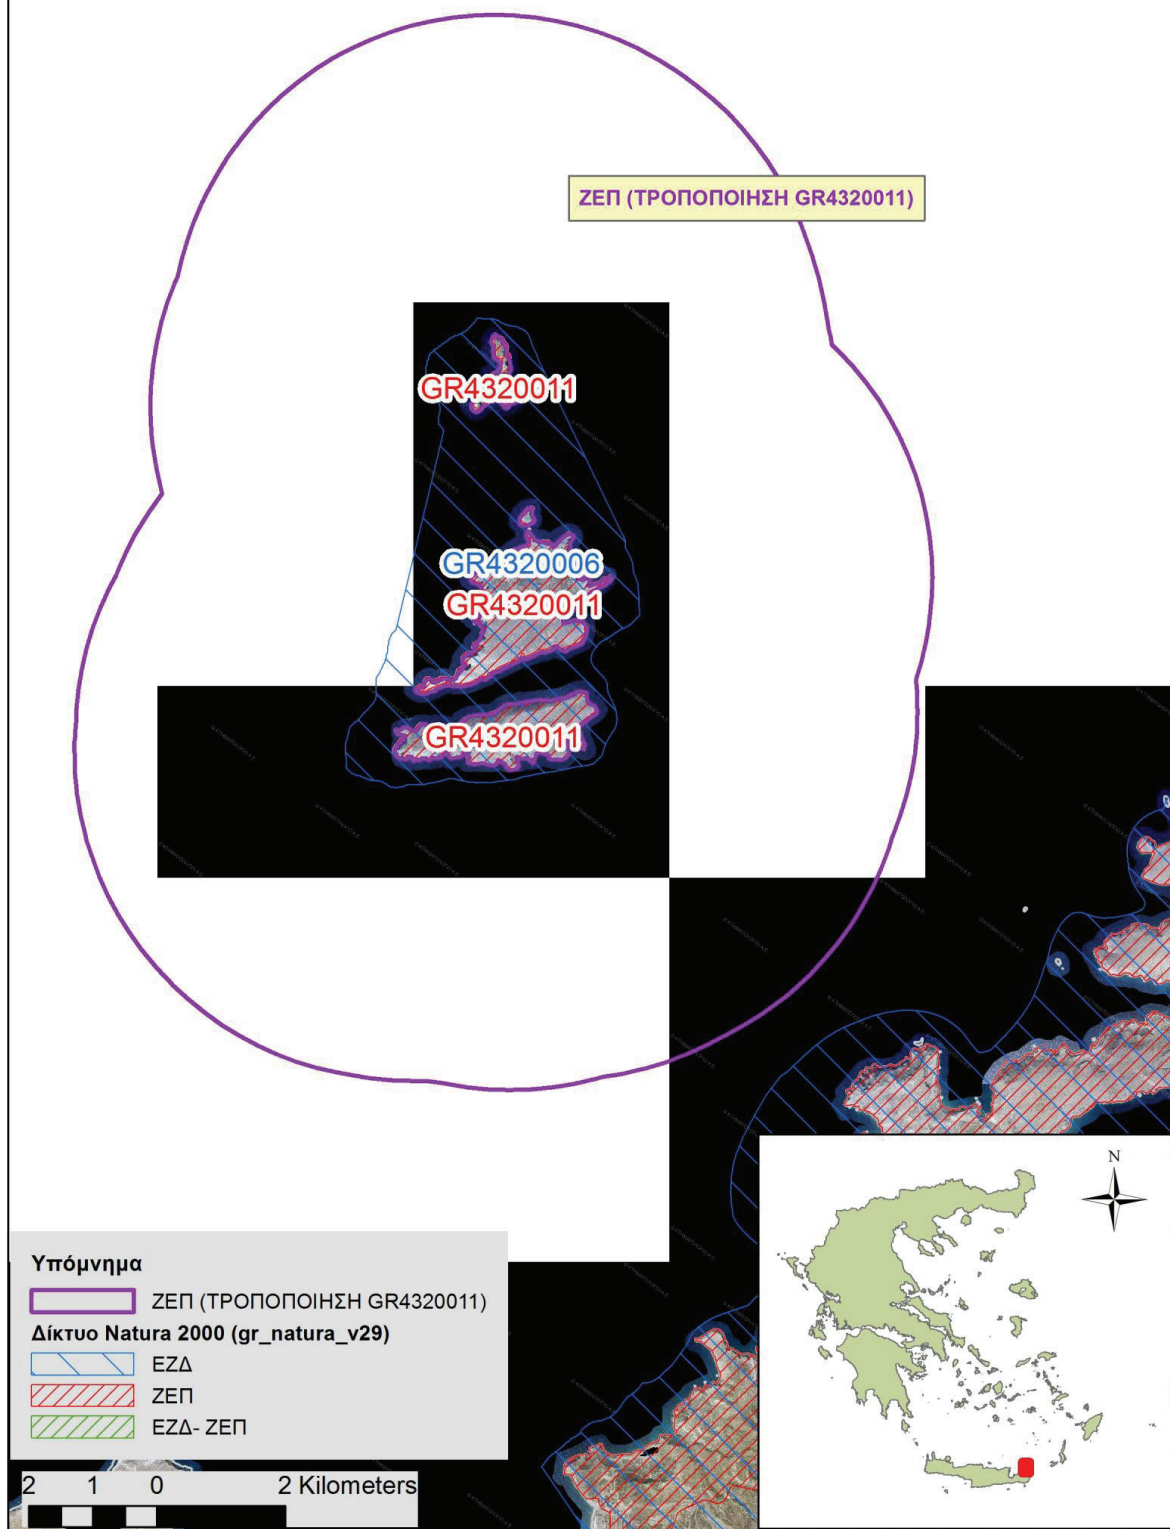 ΖΕΠ (ΤΡΟΠΟΠΟΙΗΣΗ GR4320011)
GR4320011
GR4320006
GR4320011
GR4320011
N
Υπόμνημα
ΖΕΠ (ΤΡΟΠΟΠΟΙΗΣΗ GR4320011)
Δίκτυο Natura 2000 (gr_natura_v29)
ΕΖΔ
ΖΕΠ
ΕΖΔ- ΖΕΠ
2 1 0 2 Kilometers